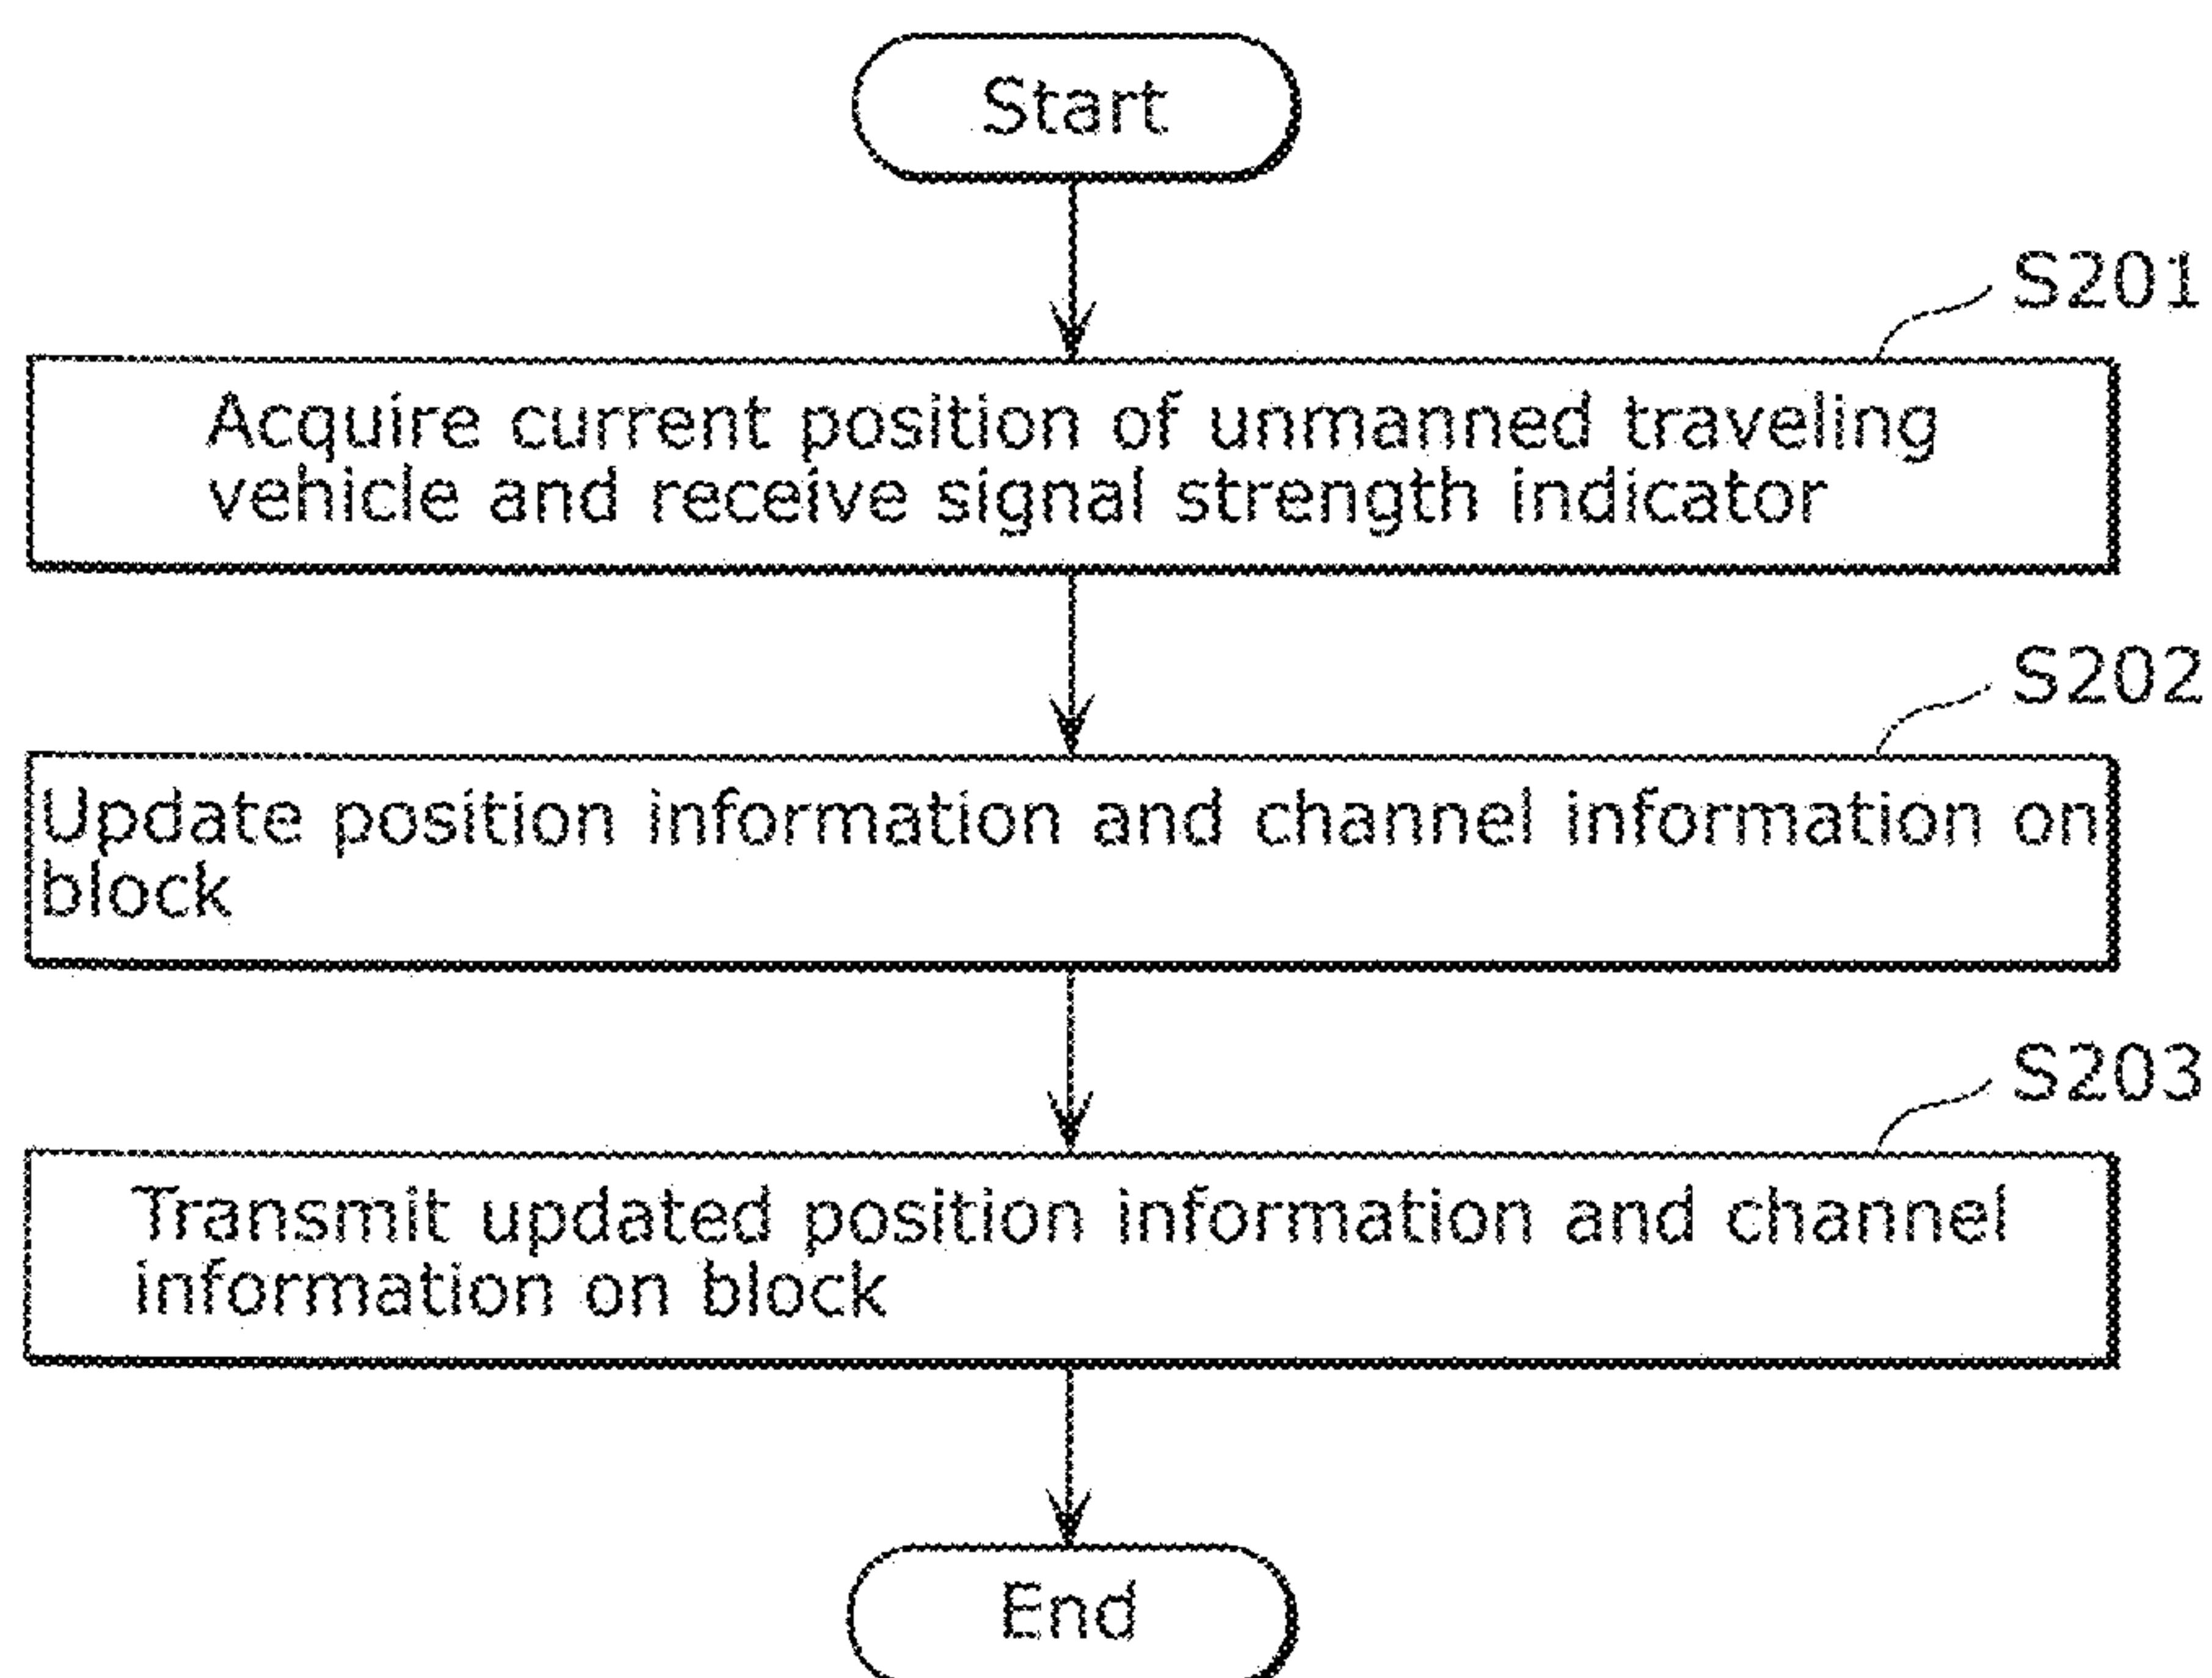 Start
S201
Acquire current position of unmanned traveling
vehicle and receive signal strength indicator
S202
Update position information and channel information on
block
S203
Transmit updated position information and channel
information on block
End